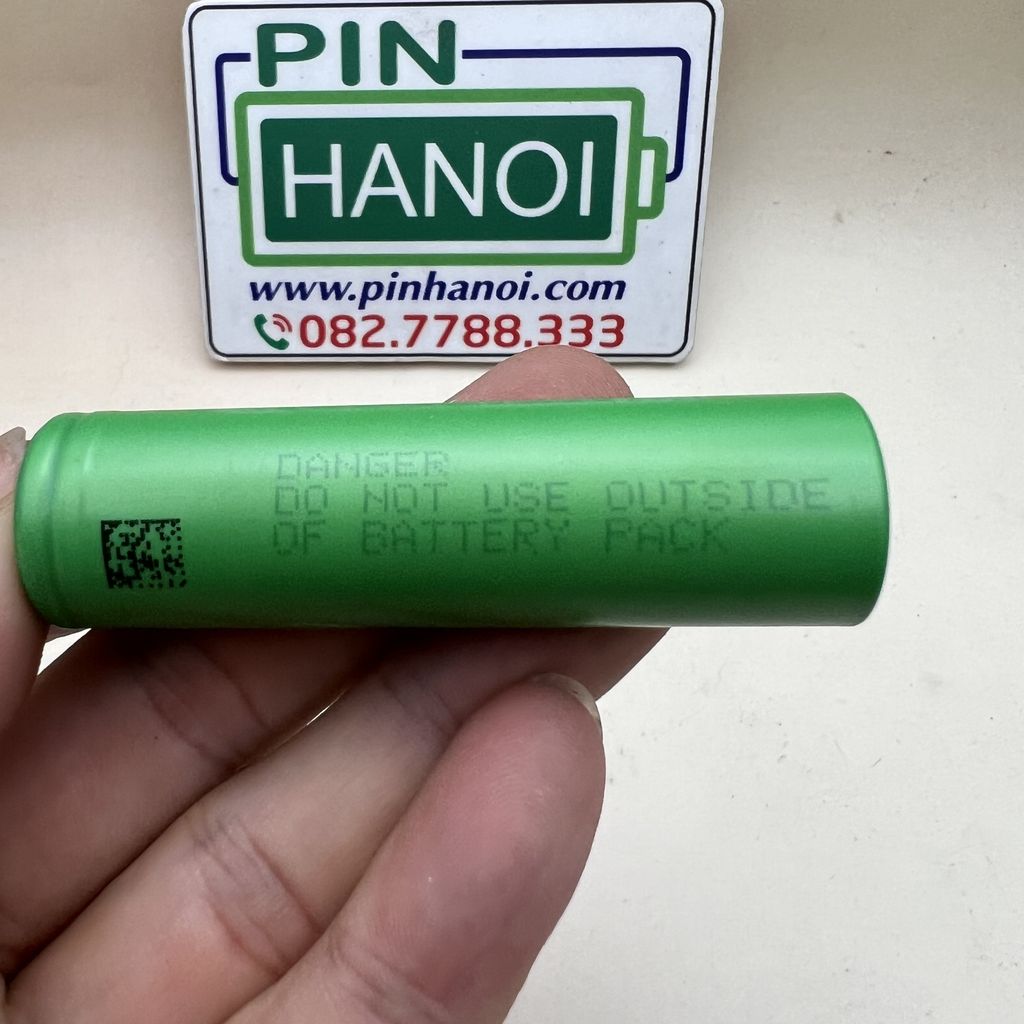 PIN
HANOI
www.pinhanoi.com
082.7788.333
DANGER
DO NOT USE OUTSIDE
OF BATTERY PACK